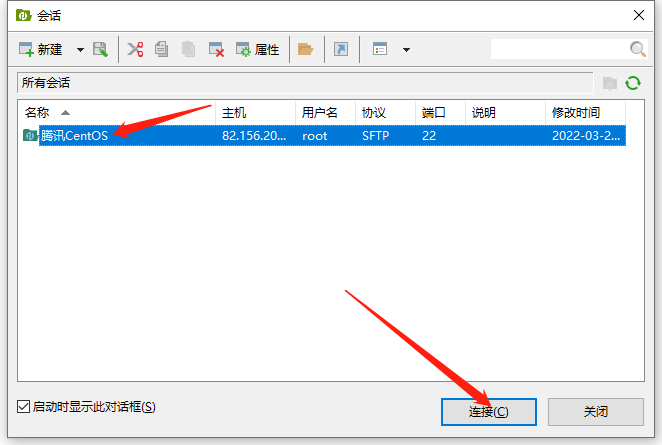 会话
新建 属性
所有会话
名称 主机 用户名 协议 端口 说明 修改时间
腾讯CentOS 82.156.20... root SFTP 22 2022-03-2...
启动时显示此对话框(S) 连接(C) 关闭